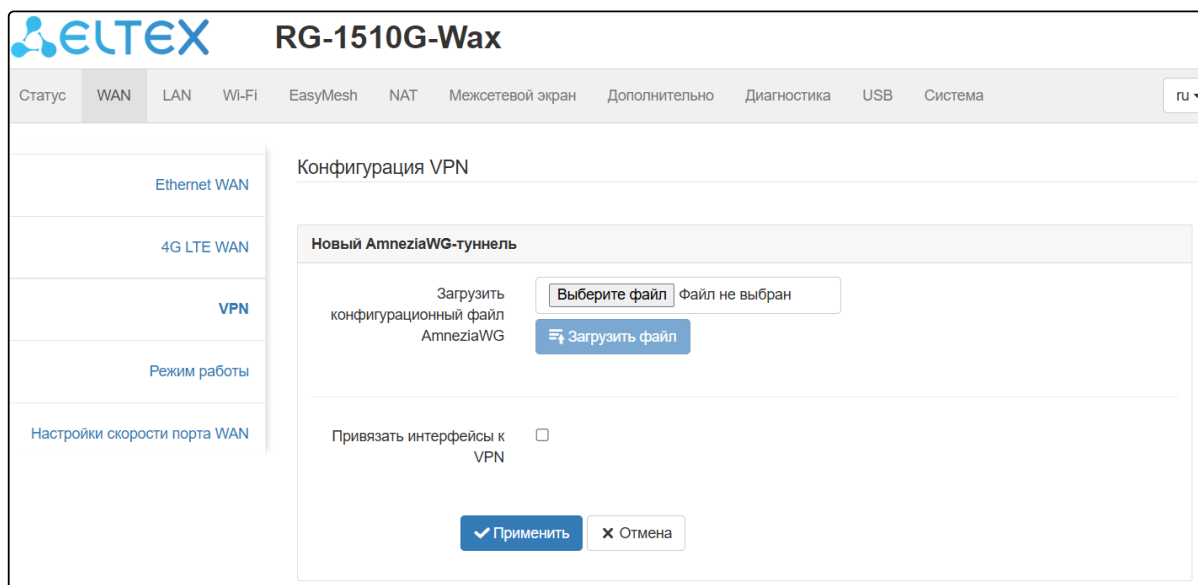 ELTEX RG-1510G-Wax
Статус WAN LAN Wi-Fi EasyMesh NAT Межсетевой экран Дополнительно Диагностика USB Система ru
Ethernet WAN
4G LTE WAN
VPN
Режим работы
Настройки скорости порта WAN
Конфигурация VPN
Новый AmneziaWG-туннель
Загрузить
конфигурационный файл
AmneziaWG
Выберите файл Файл не выбран
Загрузить файл
Привязать интерфейсы к
VPN
Применить Отмена